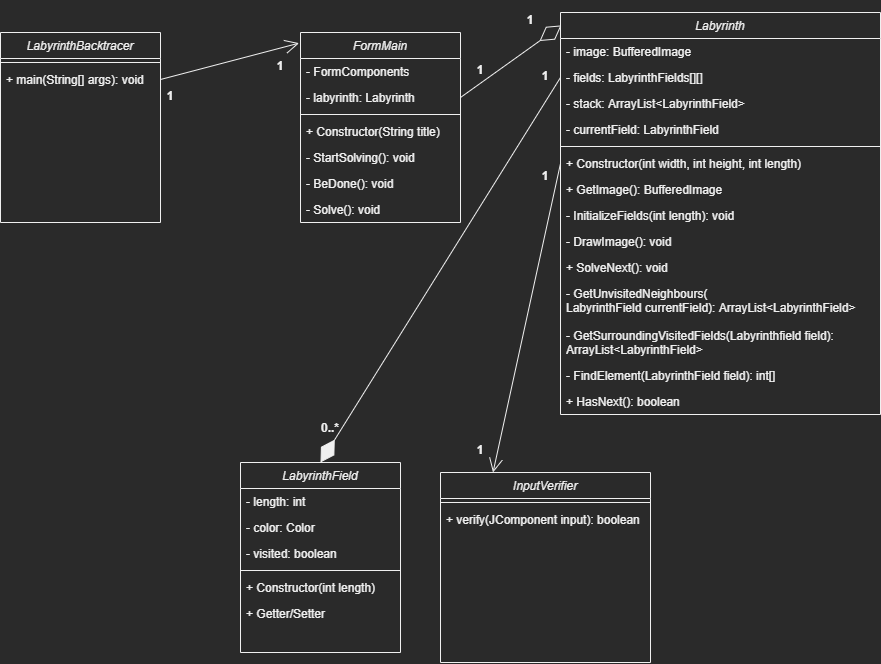 LabyrinthBacktracer
+ main(String[] args): void
1
1
FormMain
- FormComponents
- labyrinth: Labyrinth
+ Constructor(String title)
- StartSolving(): void
- BeDone(): void
- Solve(): void
1
1
Labyrinth
- image: BufferedImage
- fields: LabyrinthFields[][]
- stack: ArrayList<LabyrinthField>
- currentField: LabyrinthField
+ Constructor(int width, int height, int length)
+ GetImage(): BufferedImage
- InitializeFields(int length): void
- DrawImage(): void
+ SolveNext(): void
- GetUnvisitedNeighbours(
LabyrinthField currentField): ArrayList<LabyrinthField>
- GetSurroundingVisitedFields(Labyrinthfield field):
ArrayList<LabyrinthField>
- FindElement(LabyrinthField field): int[]
+ HasNext(): boolean
1
1
0..*
1
LabyrinthField
- length: int
- color: Color
- visited: boolean
+ Constructor(int length)
+ Getter/Setter
InputVerifier
+ verify(JComponent input): boolean